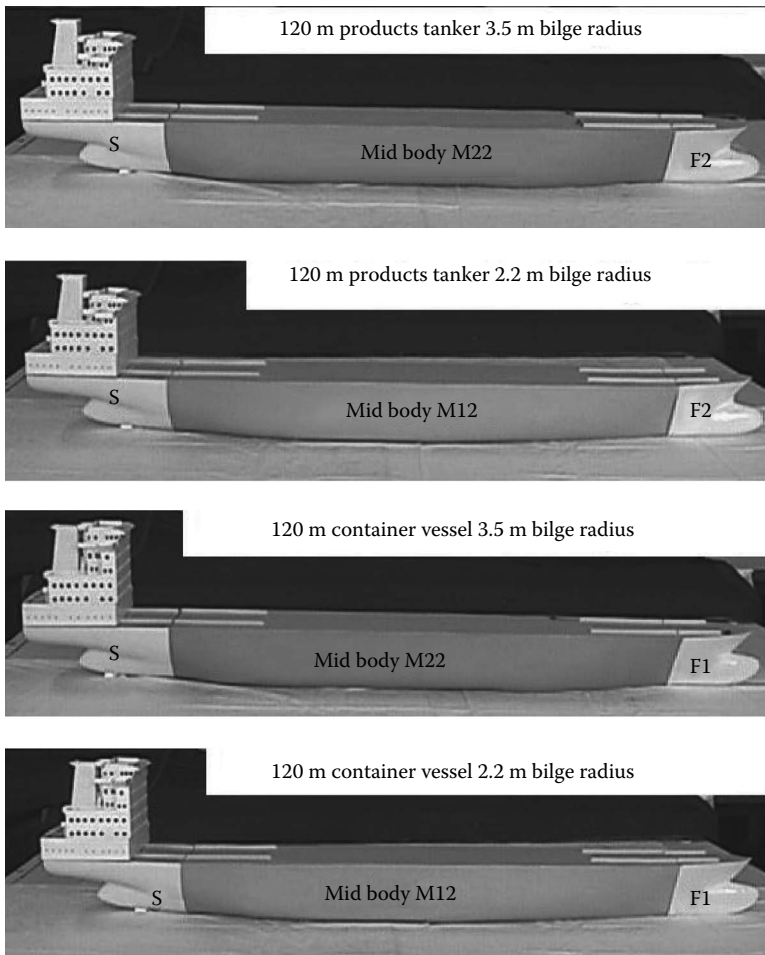 120 m products tanker 3.5 m bilge radius
S
Mid body M22
F2
120 m products tanker 2.2 m bilge radius
S
Mid body M12
F2
120 m container vessel 3.5 m bilge radius
S
Mid body M22
F1
120 m container vessel 2.2 m bilge radius
S
Mid body M12
F1